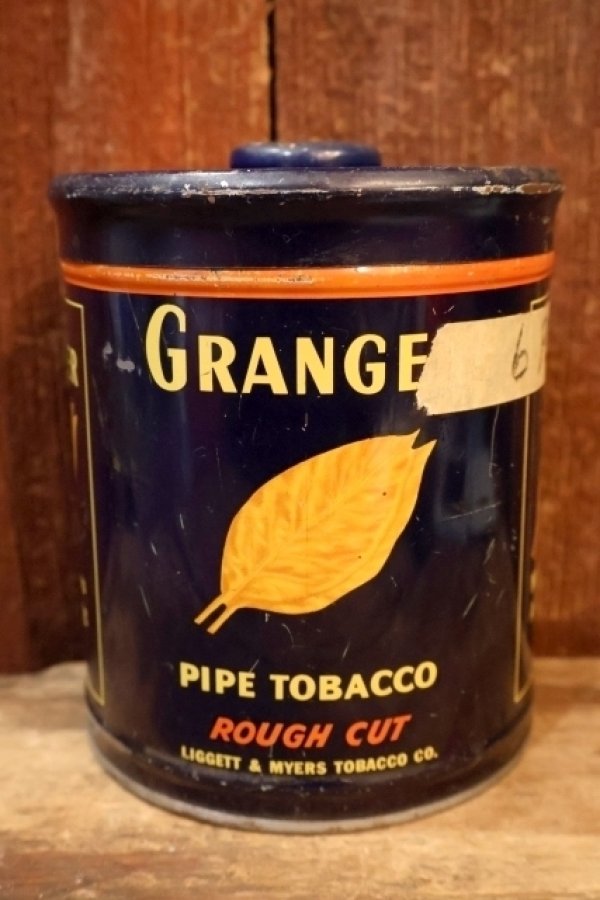 GRANGE
6
PIPE TOBACCO
ROUGH CUT
LIGGETT & MYERS TOBACCO CO.